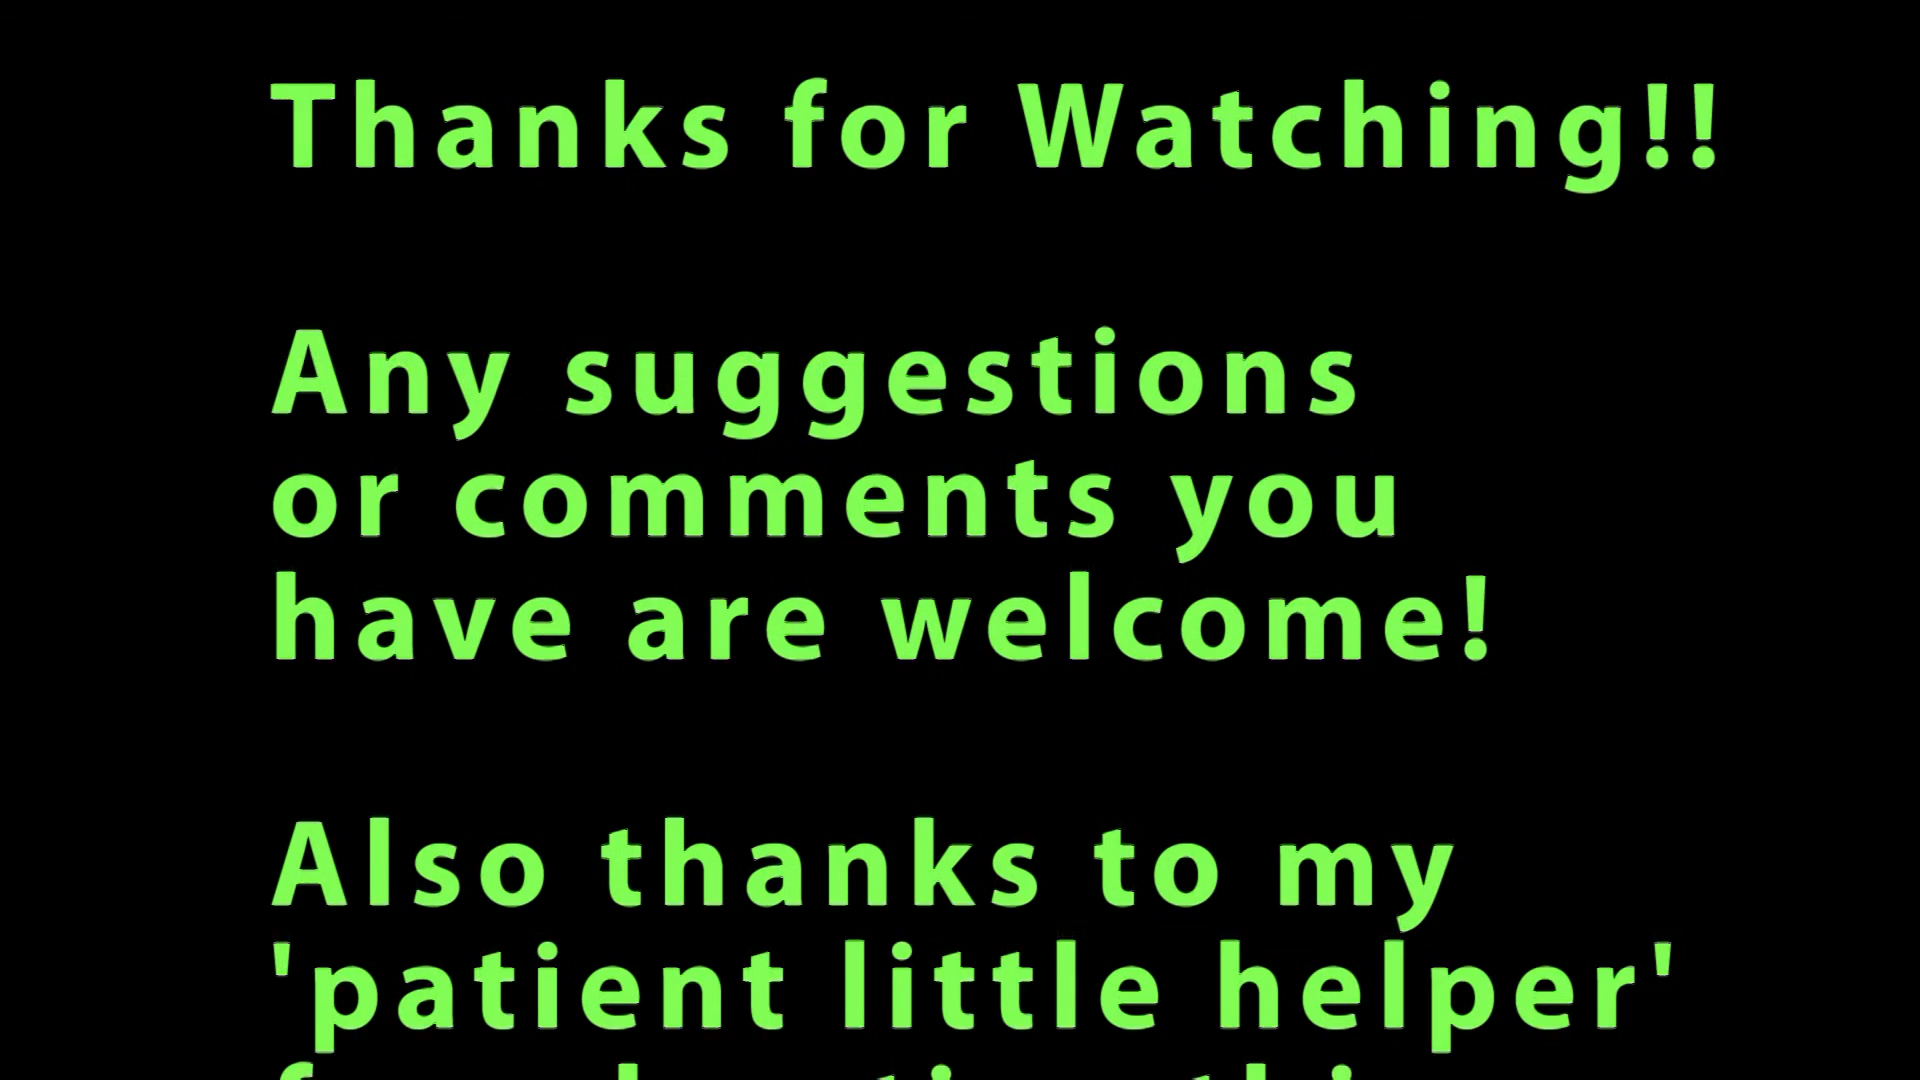 Thanks for Watching!!
Any suggestions
or comments you
have are welcome!
Also thanks to my
'patient little helper'